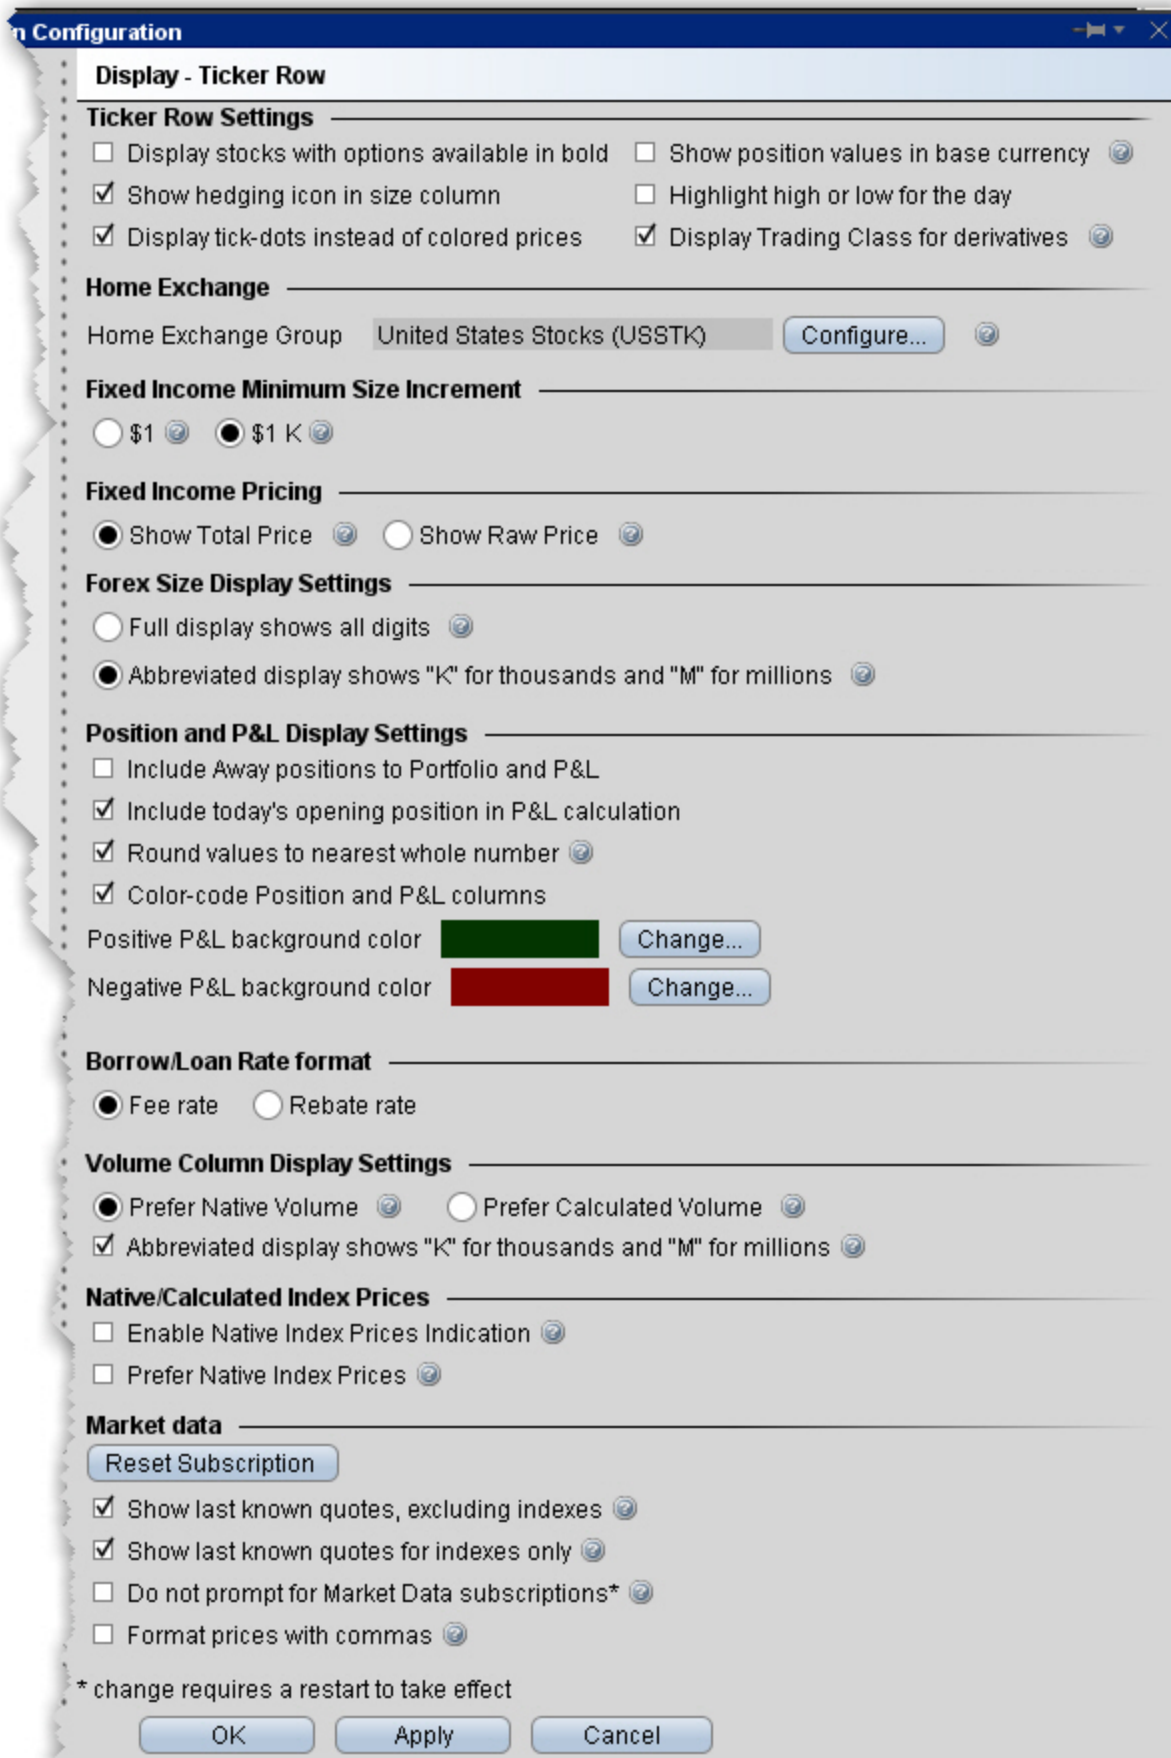 n Configuration
Display - Ticker Row
Ticker Row Settings
Display stocks with options available in bold Show position values in base currency
Show hedging icon in size column Highlight high or low for the day
Display tick-dots instead of colored prices Display Trading Class for derivatives
Home Exchange
Home Exchange Group United States Stocks (USSTK) Configure...
Fixed Income Minimum Size Increment
$1 $1 K
Fixed Income Pricing
Show Total Price Show Raw Price
Forex Size Display Settings
Full display shows all digits
Abbreviated display shows "K" for thousands and "M" for millions
Position and P&L Display Settings
Include Away positions to Portfolio and P&L
Include today's opening position in P&L calculation
Round values to nearest whole number
Color-code Position and P&L columns
Positive P&L background color Change...
Negative P&L background color Change...
Borrow/Loan Rate format
Fee rate Rebate rate
Volume Column Display Settings
Prefer Native Volume Prefer Calculated Volume
Abbreviated display shows "K" for thousands and "M" for millions
Native/Calculated Index Prices
Enable Native Index Prices Indication
Prefer Native Index Prices
Market data
Reset Subscription
Show last known quotes, excluding indexes
Show last known quotes for indexes only
Do not prompt for Market Data subscriptions*
Format prices with commas
* change requires a restart to take effect
OK Apply Cancel